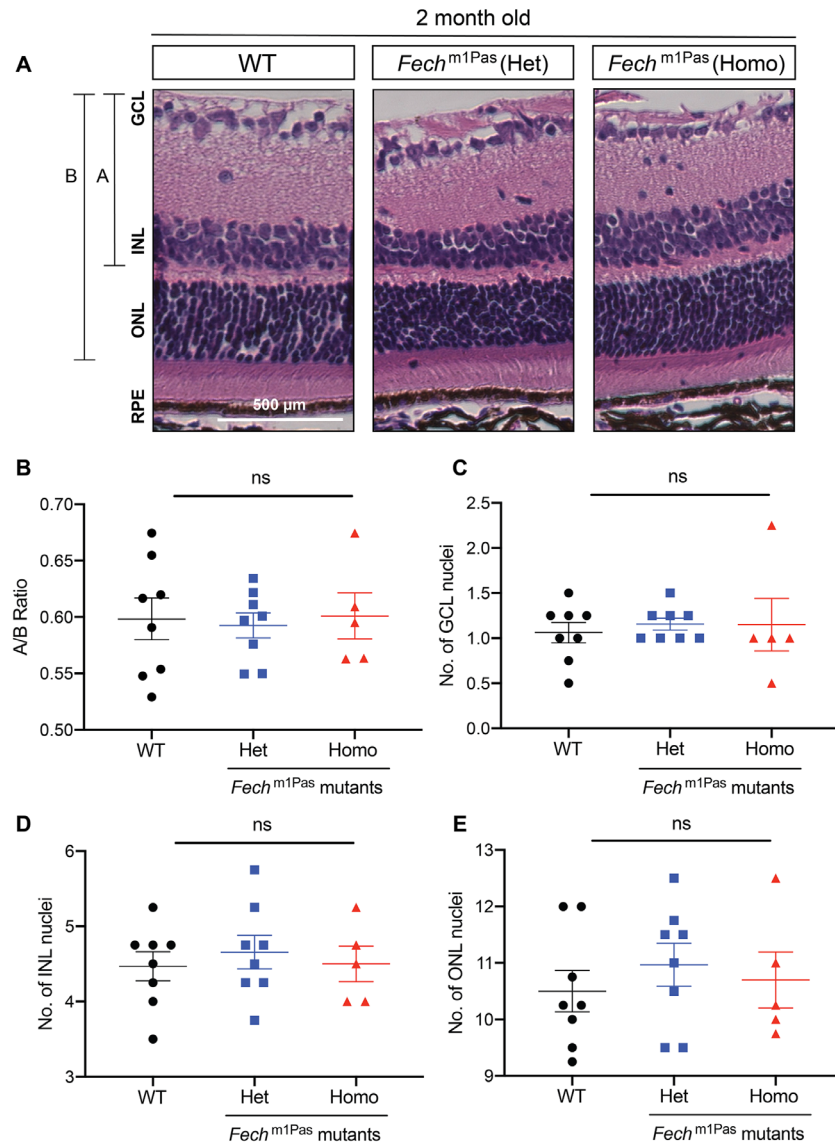 2 month old
A
WT
Fech m1Pas (Het)
Fech m1Pas (Homo)
B
A
GCL
INL
ONL
RPE
500 µm
B
ns
A/B Ratio
0.70
0.65
0.60
0.55
0.50
WT
Het
Homo
Fech m1Pas mutants
C
ns
No. of GCL nuclei
2.5
2.0
1.5
1.0
0.5
0.0
WT
Het
Homo
Fech m1Pas mutants
D
ns
No. of INL nuclei
6
5
4
3
WT
Het
Homo
Fech m1Pas mutants
E
ns
No. of ONL nuclei
13
12
11
10
9
WT
Het
Homo
Fech m1Pas mutants